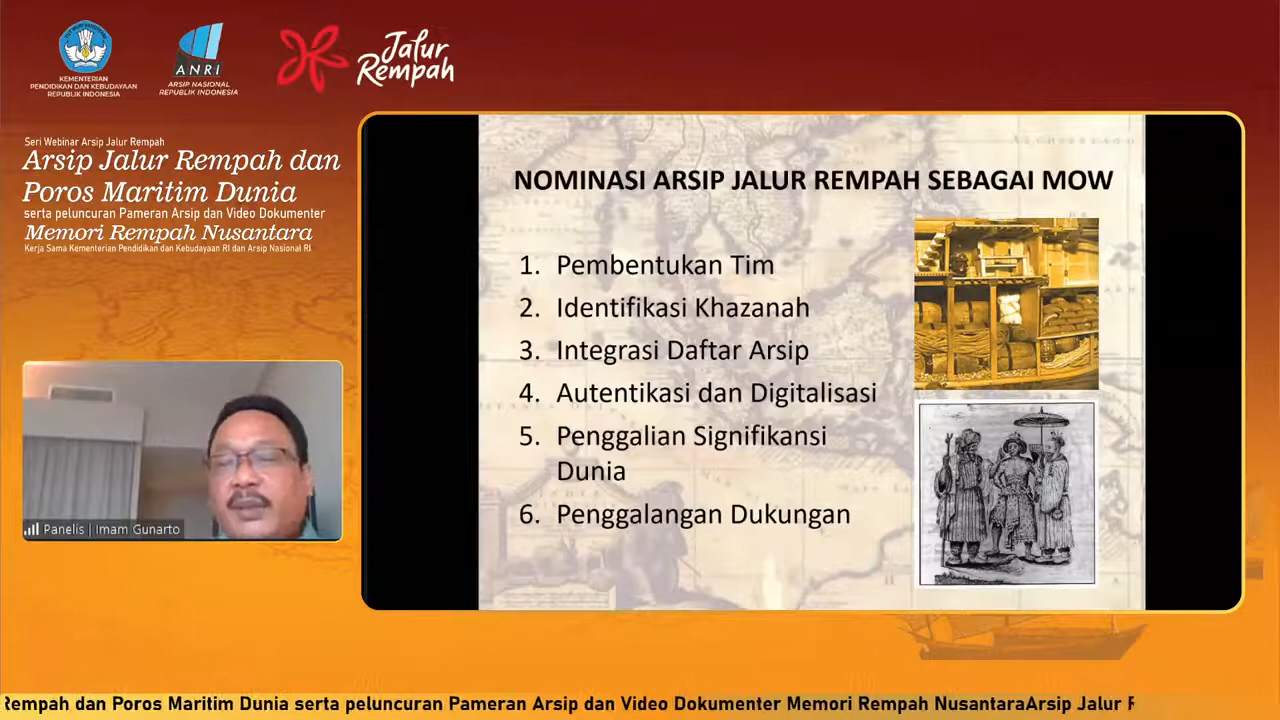 KEMENTERIAN
PENDIDIKAN DAN KEBUDAYAAN
REPUBLIK INDONESIA
ANRI
ARSIP NASIONAL
REPUBLIK INDONESIA
Jalur
Rempah
Seri Webinar Arsip Jalur Rempah
Arsip Jalur Rempah dan
Poros Maritim Dunia
serta peluncuran Pameran Arsip dan Video Dokumenter
Memori Rempah Nusantara
Kerja Sama Kementerian Pendidikan dan Kebudayaan RI dan Arsip Nasional RI
NOMINASI ARSIP JALUR REMPAH SEBAGAI MOW
1. Pembentukan Tim
2. Identifikasi Khazanah
3. Integrasi Daftar Arsip
4. Autentikasi dan Digitalisasi
5. Penggalian Signifikansi
Dunia
6. Penggalangan Dukungan
Panelis | Imam Gunarto
Rempah dan Poros Maritim Dunia serta peluncuran Pameran Arsip dan Video Dokumenter Memori Rempah NusantaraArsip Jalur R